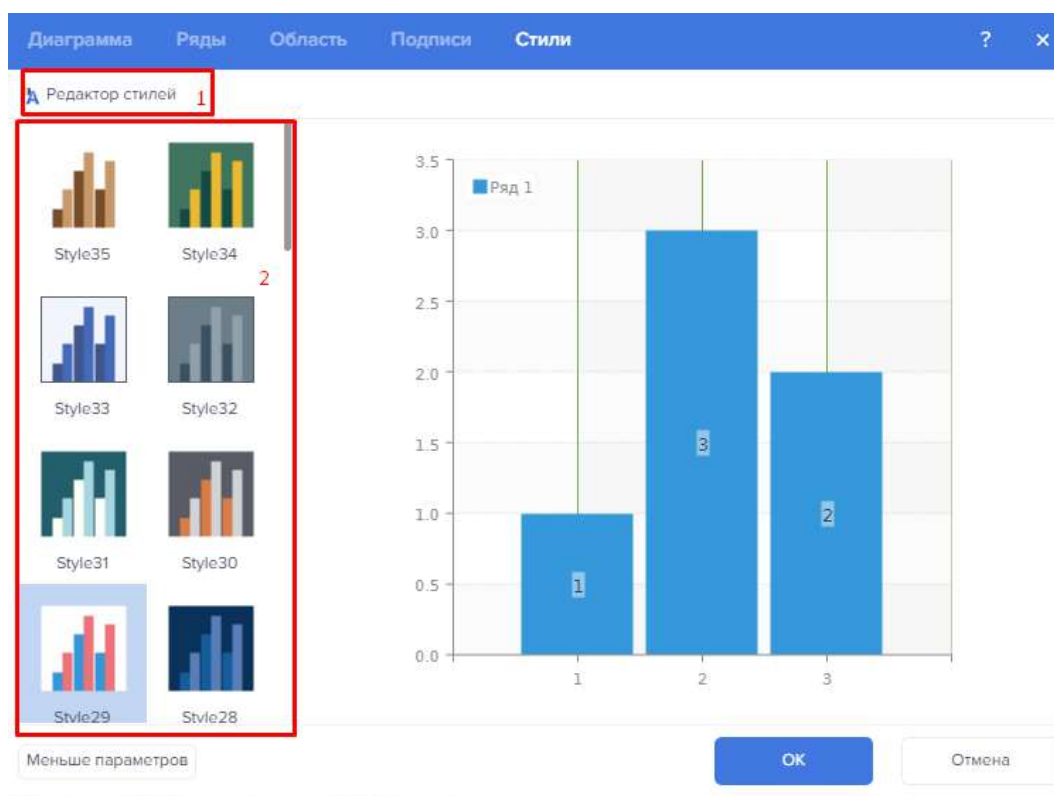 Диаграмма Ряды Область Подписи Стили ? ×
Редактор стилей 1
Style35 Style34
2
Style33 Style32
Style31 Style30
Style29 Style28
3.5
Ряд 1
3.0
2.5
2.0
1.5
3
1.0
2
0.5
1
0.0
1 2 3
Меньше параметров OK Отмена